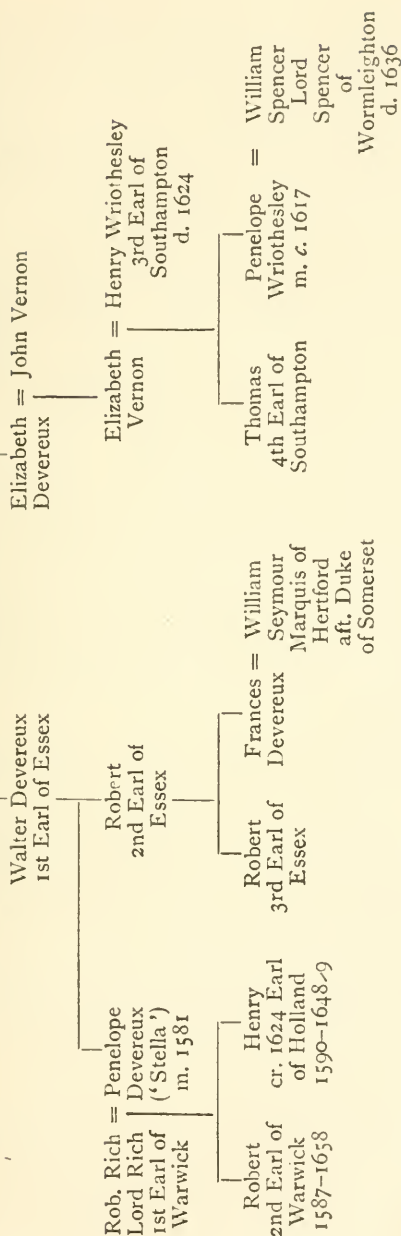 Walter Devereux
1st Earl of Essex
Elizabeth = John Vernon
Devereux
Rob. Rich = Penelope
Lord Rich
1st Earl of
Warwick
Devereux
(‘Stella’)
m. 1581
Robert
2nd Earl of
Essex
Elizabeth = Henry Wriothesley
Vernon
3rd Earl of
Southampton
d. 1624
Robert
2nd Earl of
Warwick
1587–1658
Henry
cr. 1624 Earl
of Holland
1590–1648/9
Robert
3rd Earl of
Essex
Frances = William
Devereux
Seymour
Marquis of
Hertford
aft. Duke
of Somerset
Thomas
4th Earl of
Southampton
Penelope = William
Wriothesley
m. c. 1617
Spencer
Lord
Spencer
of
Wormleighton
d. 1636